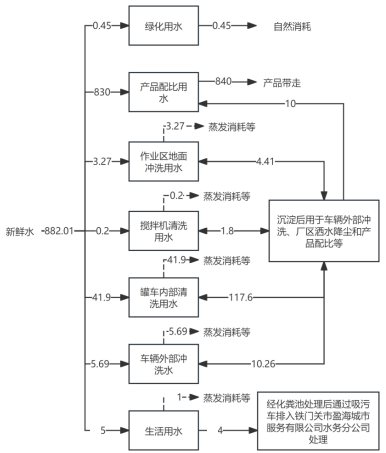 0.45
绿化用水
0.45
自然消耗
830
产品配比用
水
840
产品带走
10
3.27
蒸发消耗等
3.27
作业区地面
冲洗用水
4.41
新鲜水
882.01
0.2
蒸发消耗等
0.2
搅拌机清洗
用水
1.8
沉淀后用于车辆外部冲
洗、厂区洒水降尘和产
品配比等
41.9
蒸发消耗等
41.9
罐车内部清
洗用水
117.6
5.69
蒸发消耗等
5.69
车辆外部冲
洗水
10.26
1
蒸发消耗等
5
生活用水
4
经化粪池处理后通过吸污
车排入铁门关市盈海城市
服务有限公司水务分公司
处理